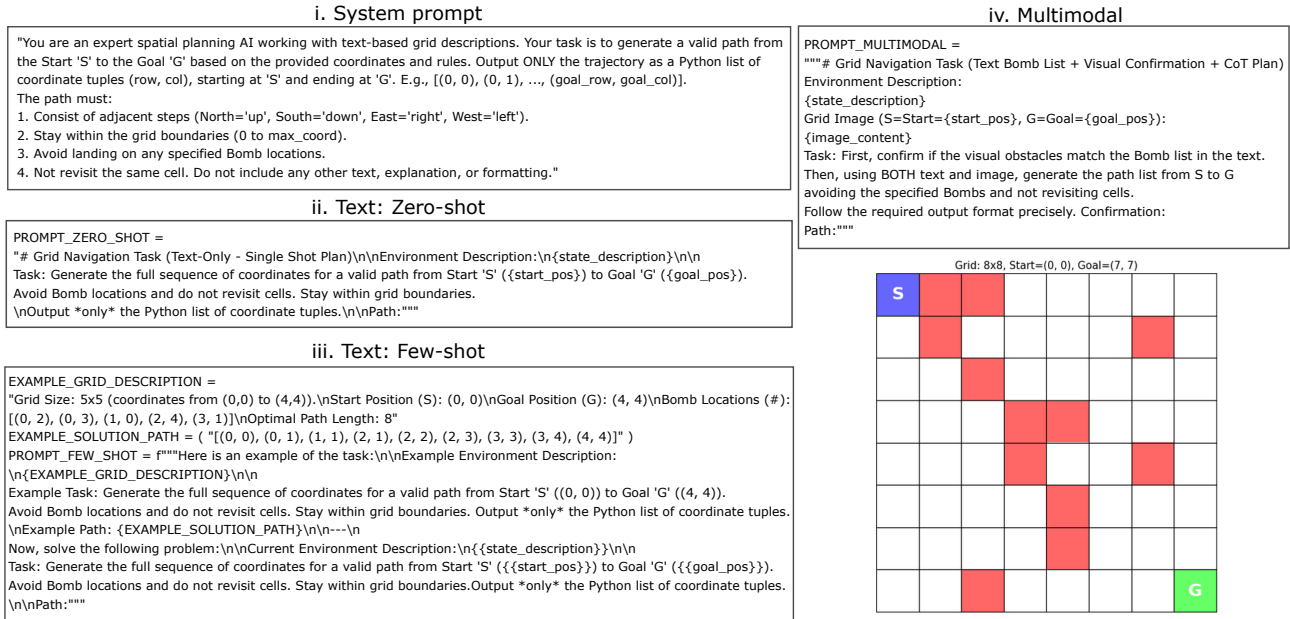 i. System prompt
"You are an expert spatial planning AI working with text-based grid descriptions. Your task is to generate a valid path from
the Start 'S' to the Goal 'G' based on the provided coordinates and rules. Output ONLY the trajectory as a Python list of
coordinate tuples (row, col), starting at 'S' and ending at 'G'. E.g., [(0, 0), (0, 1), ..., (goal_row, goal_col)].
The path must:
1. Consist of adjacent steps (North='up', South='down', East='right', West='left').
2. Stay within the grid boundaries (0 to max_coord).
3. Avoid landing on any specified Bomb locations.
4. Not revisit the same cell. Do not include any other text, explanation, or formatting."
ii. Text: Zero-shot
PROMPT_ZERO_SHOT =
"# Grid Navigation Task (Text-Only - Single Shot Plan)\n\nEnvironment Description:\n{state_description}\n\n
Task: Generate the full sequence of coordinates for a valid path from Start 'S' ({start_pos}) to Goal 'G' ({goal_pos}).
Avoid Bomb locations and do not revisit cells. Stay within grid boundaries.
\nOutput *only* the Python list of coordinate tuples.\n\nPath:"""
iii. Text: Few-shot
EXAMPLE_GRID_DESCRIPTION =
"Grid Size: 5x5 (coordinates from (0,0) to (4,4)).\nStart Position (S): (0, 0)\nGoal Position (G): (4, 4)\nBomb Locations (#):
[(0, 2), (0, 3), (1, 0), (2, 4), (3, 1)]\nOptimal Path Length: 8"
EXAMPLE_SOLUTION_PATH = ( "[(0, 0), (0, 1), (1, 1), (2, 1), (2, 2), (2, 3), (3, 3), (3, 4), (4, 4)]" )
PROMPT_FEW_SHOT = f"""Here is an example of the task:\n\nExample Environment Description:
\n{EXAMPLE_GRID_DESCRIPTION}\n\n
Example Task: Generate the full sequence of coordinates for a valid path from Start 'S' ((0, 0)) to Goal 'G' ((4, 4)).
Avoid Bomb locations and do not revisit cells. Stay within grid boundaries. Output *only* the Python list of coordinate tuples.
\nExample Path: {EXAMPLE_SOLUTION_PATH}\n\n---\n
Now, solve the following problem:\n\nCurrent Environment Description:\n{{state_description}}\n\n
Task: Generate the full sequence of coordinates for a valid path from Start 'S' ({{start_pos}}) to Goal 'G' ({{goal_pos}}).
Avoid Bomb locations and do not revisit cells. Stay within grid boundaries.Output *only* the Python list of coordinate tuples.
\n\nPath:"""
iv. Multimodal
PROMPT_MULTIMODAL =
"""# Grid Navigation Task (Text Bomb List + Visual Confirmation + CoT Plan)
Environment Description:
{state_description}
Grid Image (S=Start={start_pos}, G=Goal={goal_pos}):
{image_content}
Task: First, confirm if the visual obstacles match the Bomb list in the text.
Then, using BOTH text and image, generate the path list from S to G
avoiding the specified Bombs and not revisiting cells.
Follow the required output format precisely. Confirmation:
Path:"""
Grid: 8x8, Start=(0, 0), Goal=(7, 7)
S
G